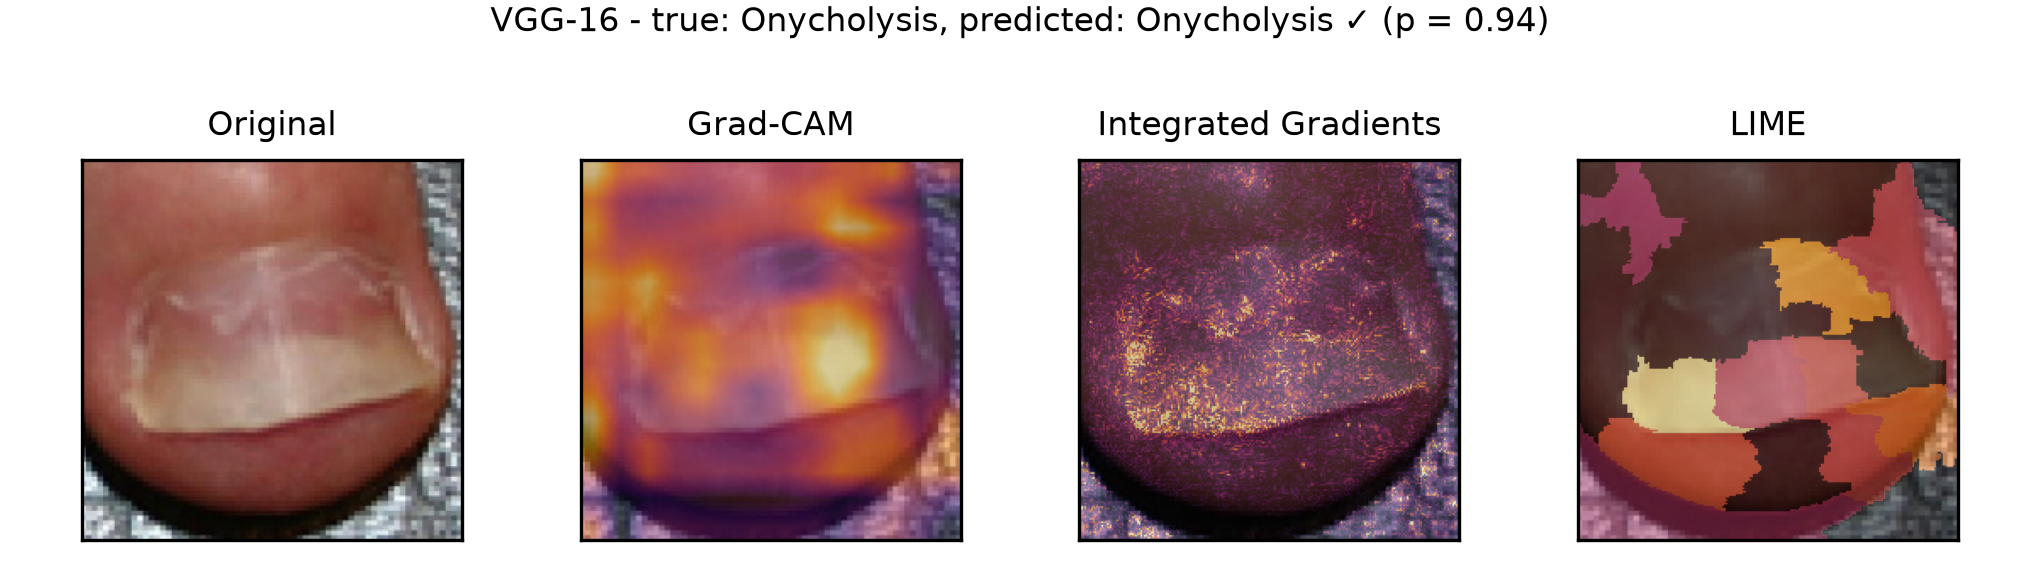 VGG-16 - true: Onycholysis, predicted: Onycholysis ✓ (p = 0.94)
Original
Grad-CAM
Integrated Gradients
LIME